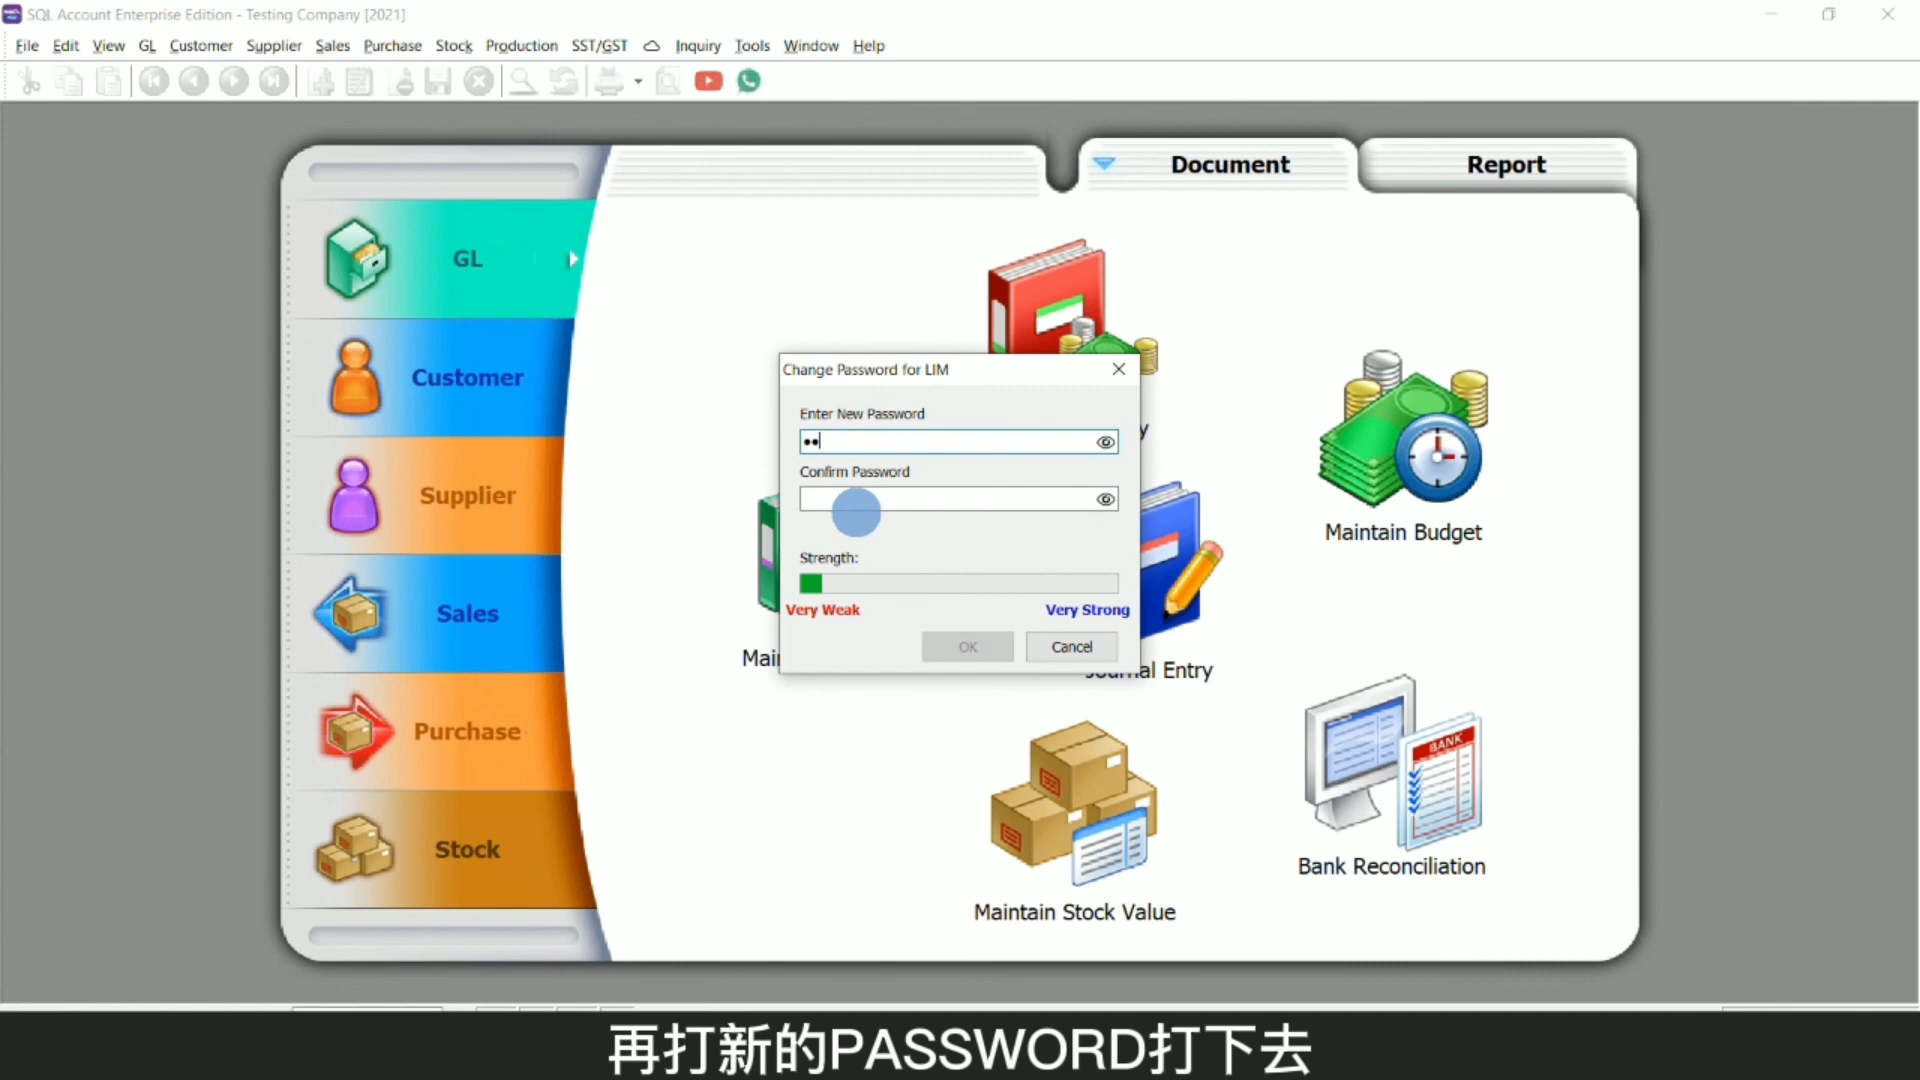 SQL Account Enterprise Edition - Testing Company [2021]
File Edit View GL Customer Supplier Sales Purchase Stock Production SST/GST Inquiry Tools Window Help
Document
Report
GL
Customer
Supplier
Sales
Purchase
Stock
Change Password for LIM
Enter New Password
Confirm Password
Strength:
Very Weak
Very Strong
OK
Cancel
y
Maintain Budget
Mai
Journal Entry
BANK
Bank Reconciliation
Maintain Stock Value
再打新的PASSWORD打下去